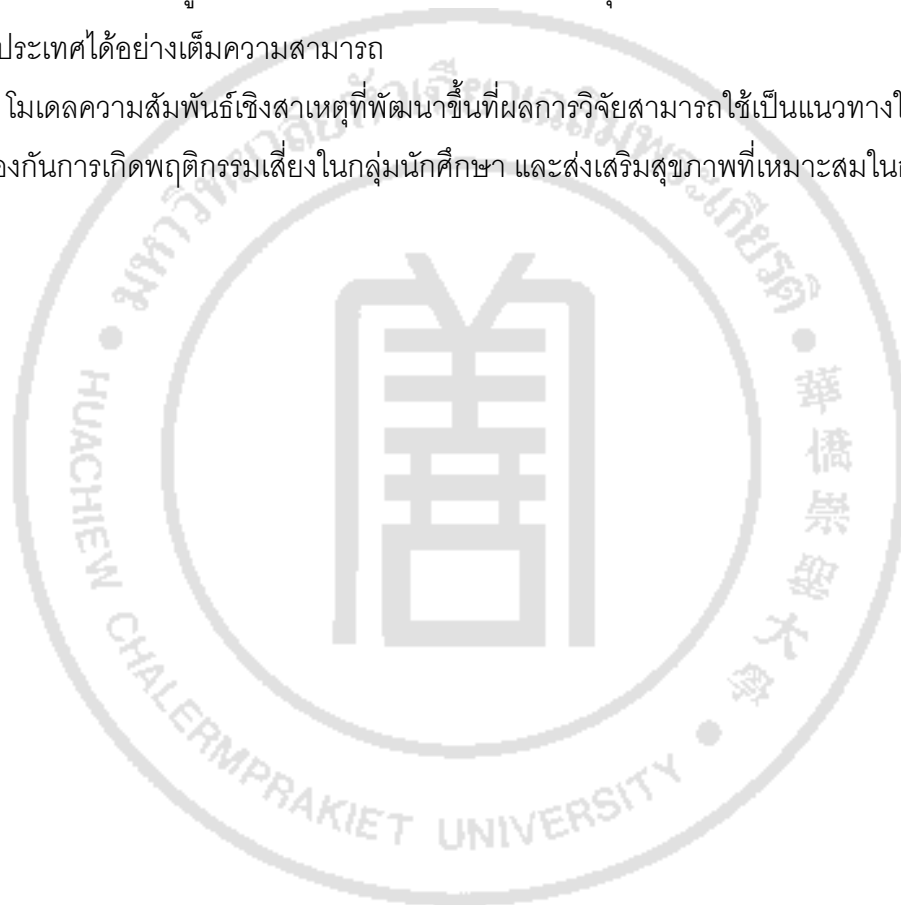 ประเทศได้อย่างเต็มความสามารถ
โมเดลความสัมพันธ์เชิงสาเหตุที่พัฒนาขึ้นที่ผลการวิจัยสามารถใช้เป็นแนวทางใ
องกันการเกิดพฤติกรรมเสี่ยงในกลุ่มนักศึกษา และส่งเสริมสุขภาพที่เหมาะสมในก
มหาวิทยาลัยหัวเฉียวเฉลิมพระเกียรติ
華僑崇聖大學
HUACHIEW CHALERMPRAKIET UNIVERSITY